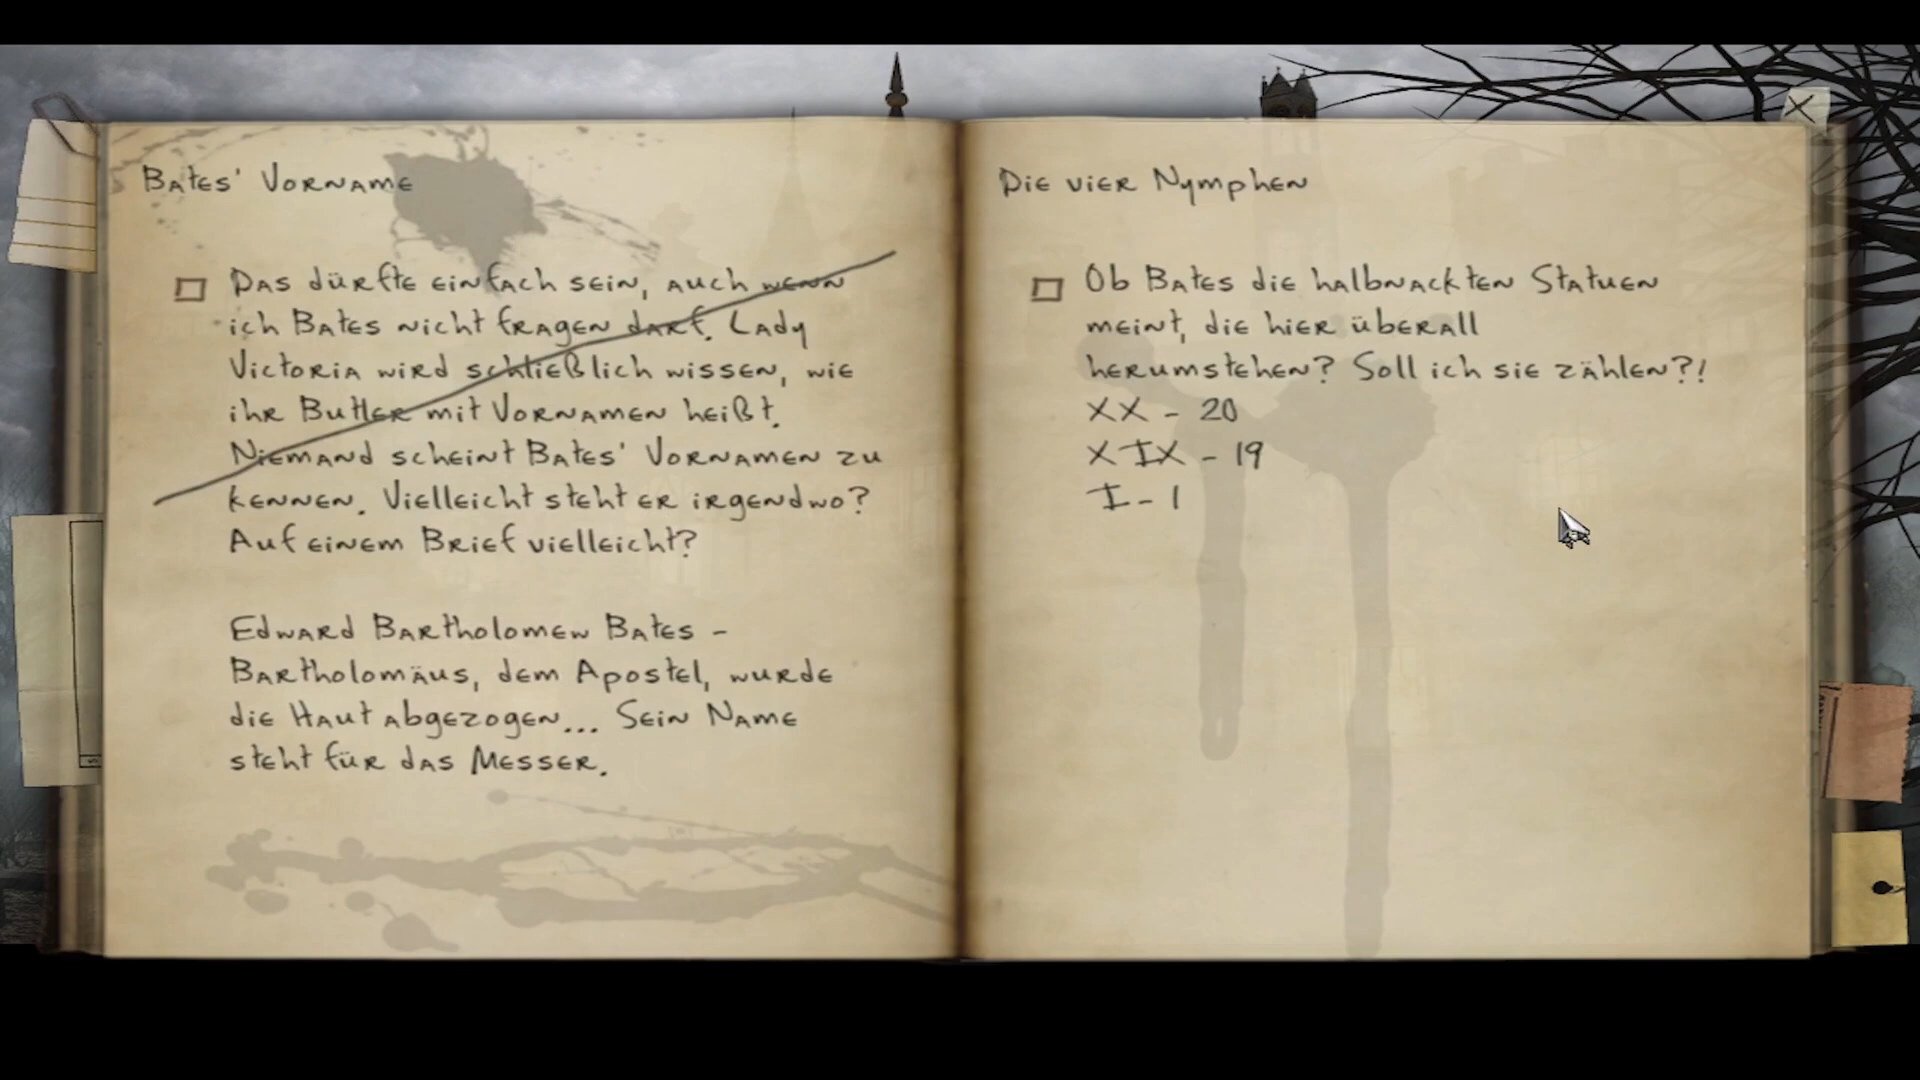 Bates' Vorname
Das dürfte einfach sein, auch wenn
ich Bates nicht fragen darf. Lady
Victoria wird schließlich wissen, wie
ihr Butler mit Vornamen heißt.
Niemand scheint Bates' Vornamen zu
kennen. Vielleicht steht er irgendwo?
Auf einem Brief vielleicht?
Edward Bartholomew Bates -
Bartholomäus, dem Apostel, wurde
die Haut abgezogen... Sein Name
steht für das Messer.
Die vier Nymphen
Ob Bates die halbnackten Statuen
meint, die hier überall
herumstehen? Soll ich sie zählen?!
XX - 20
XIX - 19
I - 1